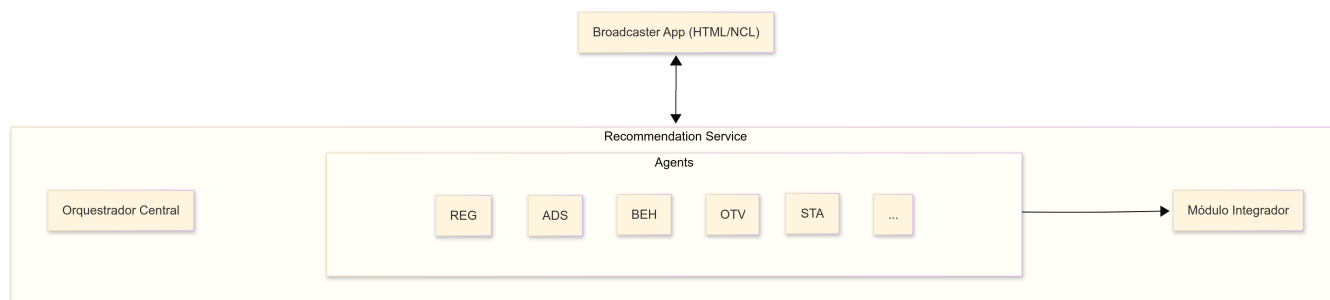 Broadcaster App (HTML/NCL)
Recommendation Service
Agents
Orquestrador Central
REG
ADS
BEH
OTV
STA
...
Módulo Integrador